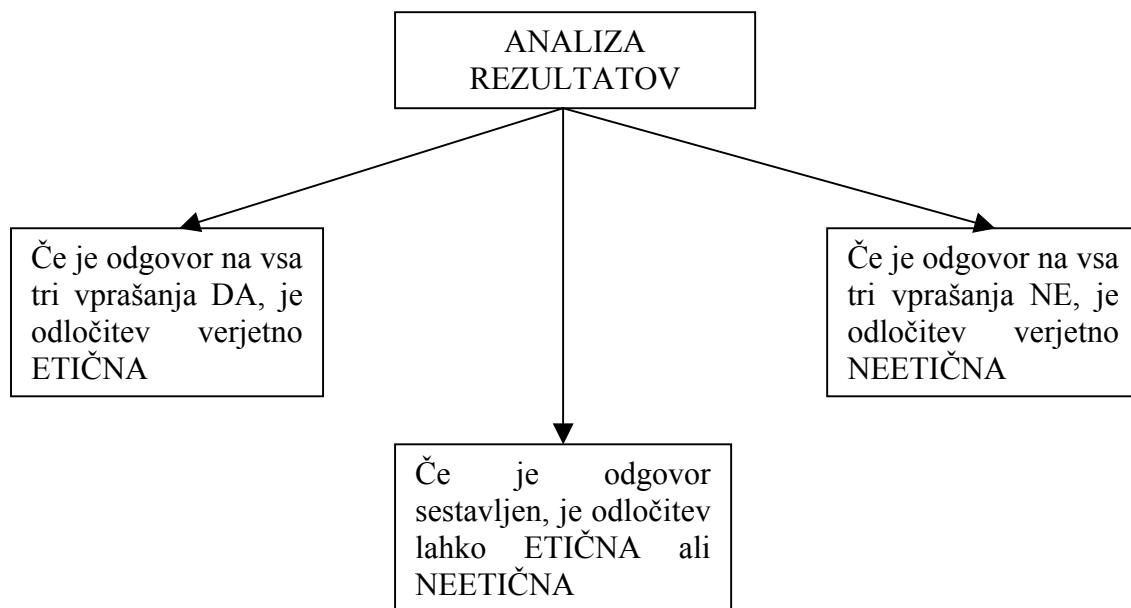 ANALIZA
REZULTATOV
Če je odgovor na vsa
tri vprašanja DA, je
odločitev verjetno
ETIČNA
Če je odgovor na vsa
tri vprašanja NE, je
odločitev verjetno
NEETIČNA
Če je odgovor
sestavljen, je odločitev
lahko ETIČNA ali
NEETIČNA